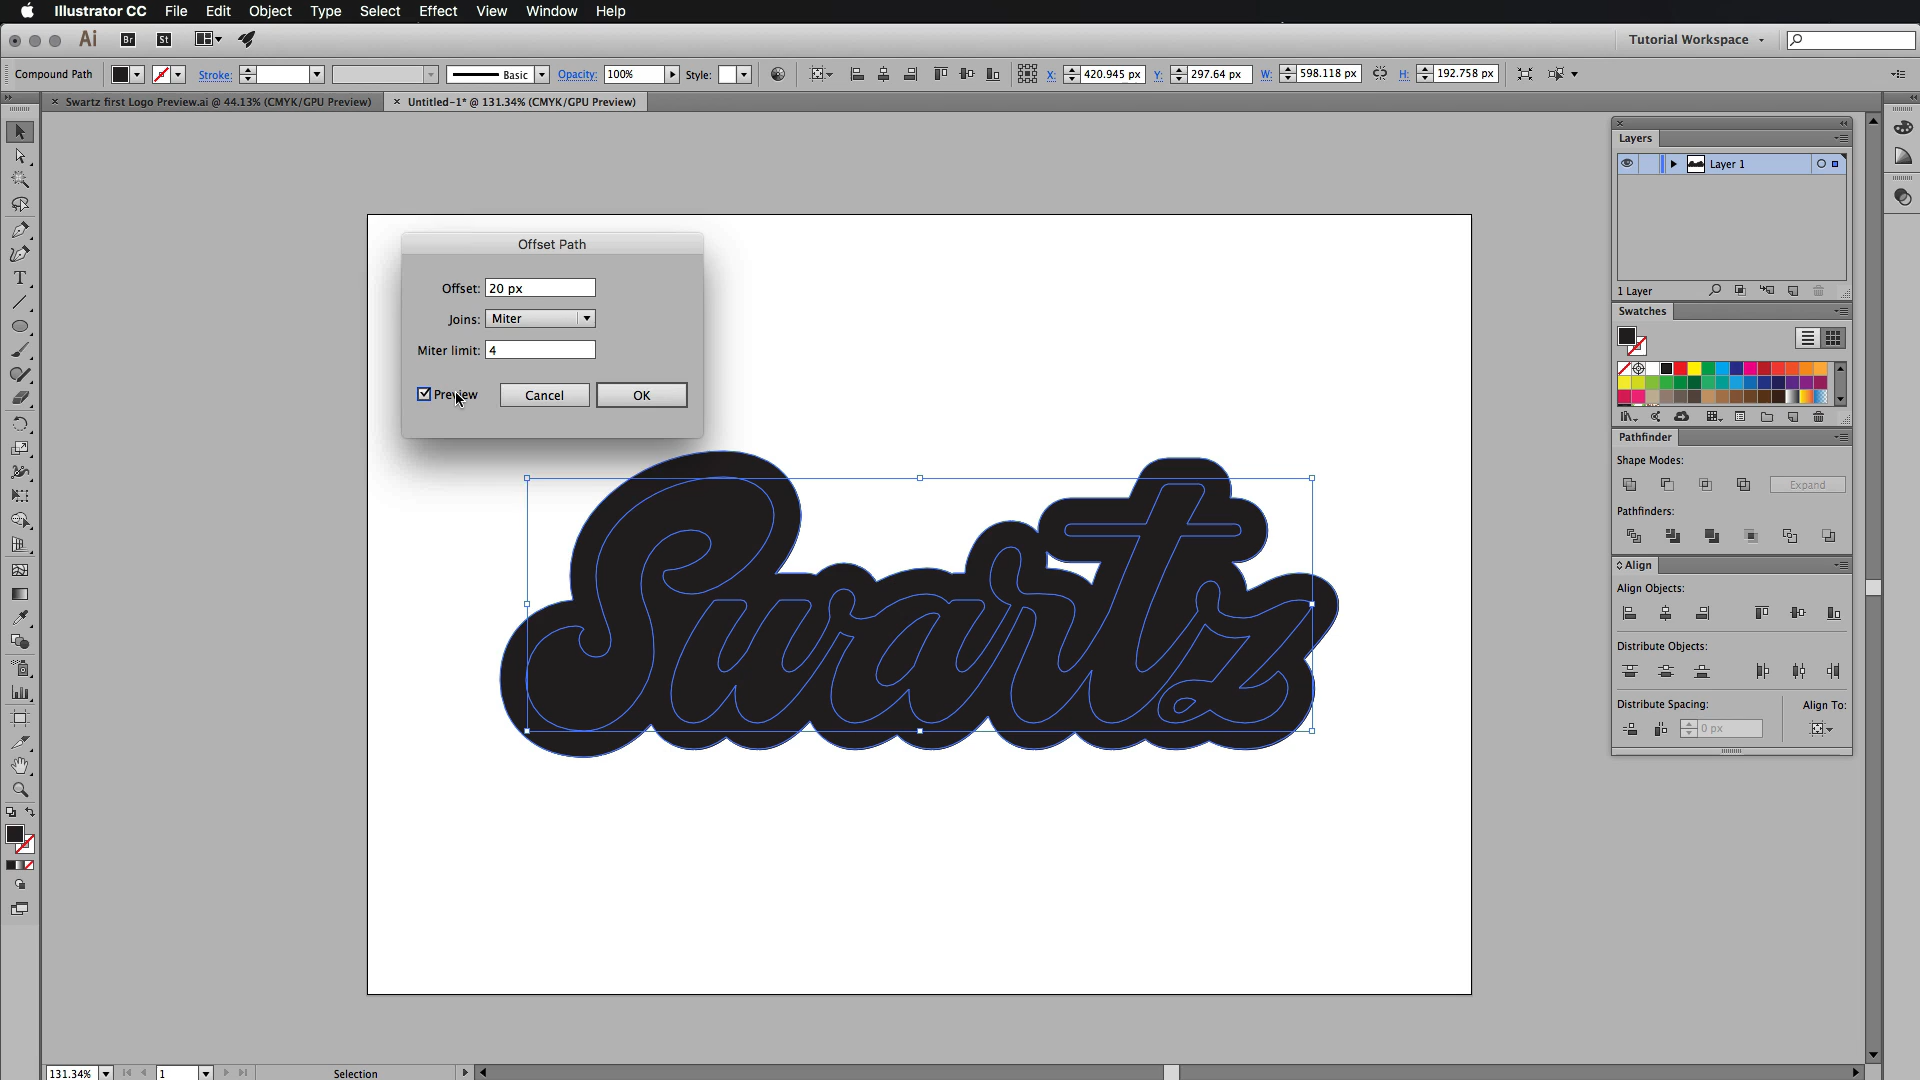 Illustrator CC File Edit Object Type Select Effect View Window Help
Ai Br St Tutorial Workspace
Compound Path Stroke: Basic Opacity: 100% Style: X: 420.945 px Y: 297.64 px W: 598.118 px H: 192.758 px
× Swartz first Logo Preview.ai @ 44.13% (CMYK/GPU Preview) × Untitled-1* @ 131.34% (CMYK/GPU Preview)
Layers
Layer 1
1 Layer
Swatches
Pathfinder
Shape Modes:
Expand
Pathfinders:
Align
Align Objects:
Distribute Objects:
Distribute Spacing: Align To:
0 px
Offset Path
Offset: 20 px
Joins: Miter
Miter limit: 4
Preview Cancel OK
Swartz
131.34% 1 Selection